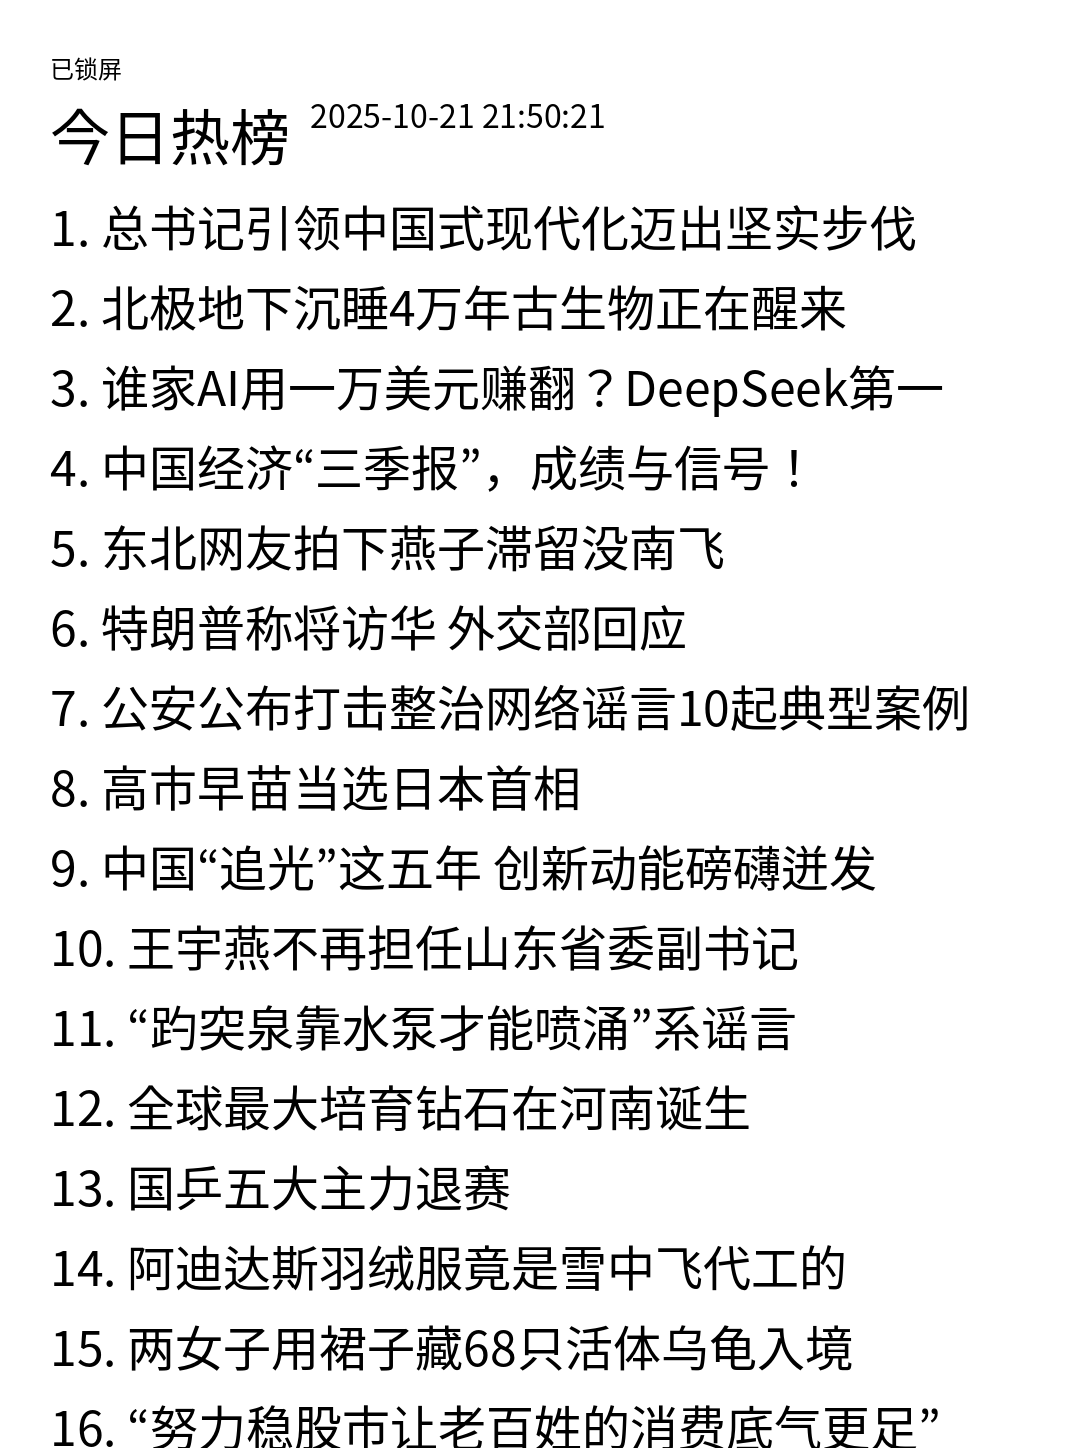 已锁屏
今日热榜 2025-10-21 21:50:21
1. 总书记引领中国式现代化迈出坚实步伐
2. 北极地下沉睡4万年古生物正在醒来
3. 谁家AI用一万美元赚翻？DeepSeek第一
4. 中国经济“三季报”，成绩与信号！
5. 东北网友拍下燕子滞留没南飞
6. 特朗普称将访华 外交部回应
7. 公安公布打击整治网络谣言10起典型案例
8. 高市早苗当选日本首相
9. 中国“追光”这五年 创新动能磅礴迸发
10. 王宇燕不再担任山东省委副书记
11. “趵突泉靠水泵才能喷涌”系谣言
12. 全球最大培育钻石在河南诞生
13. 国乒五大主力退赛
14. 阿迪达斯羽绒服竟是雪中飞代工的
15. 两女子用裙子藏68只活体乌龟入境
16. “努力稳股市让老百姓的消费底气更足”